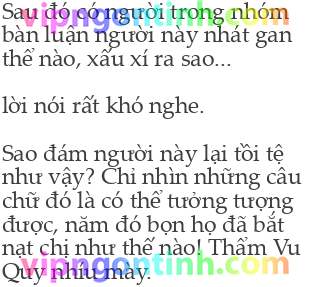 Sau đó có người trong nhóm
vipngontinh.com
bàn luận người này nhát gan
thế nào, xấu xí ra sao...
lời nói rất khó nghe.
Sao đám người này lại tồi tệ
như vậy? Chỉ nhìn những câu
chữ đó là có thể tưởng tượng
được, năm đó bọn họ đã bắt
nạt chị như thế nào! Thẩm Vu
Quy nhíu mày.
vipngontinh.com